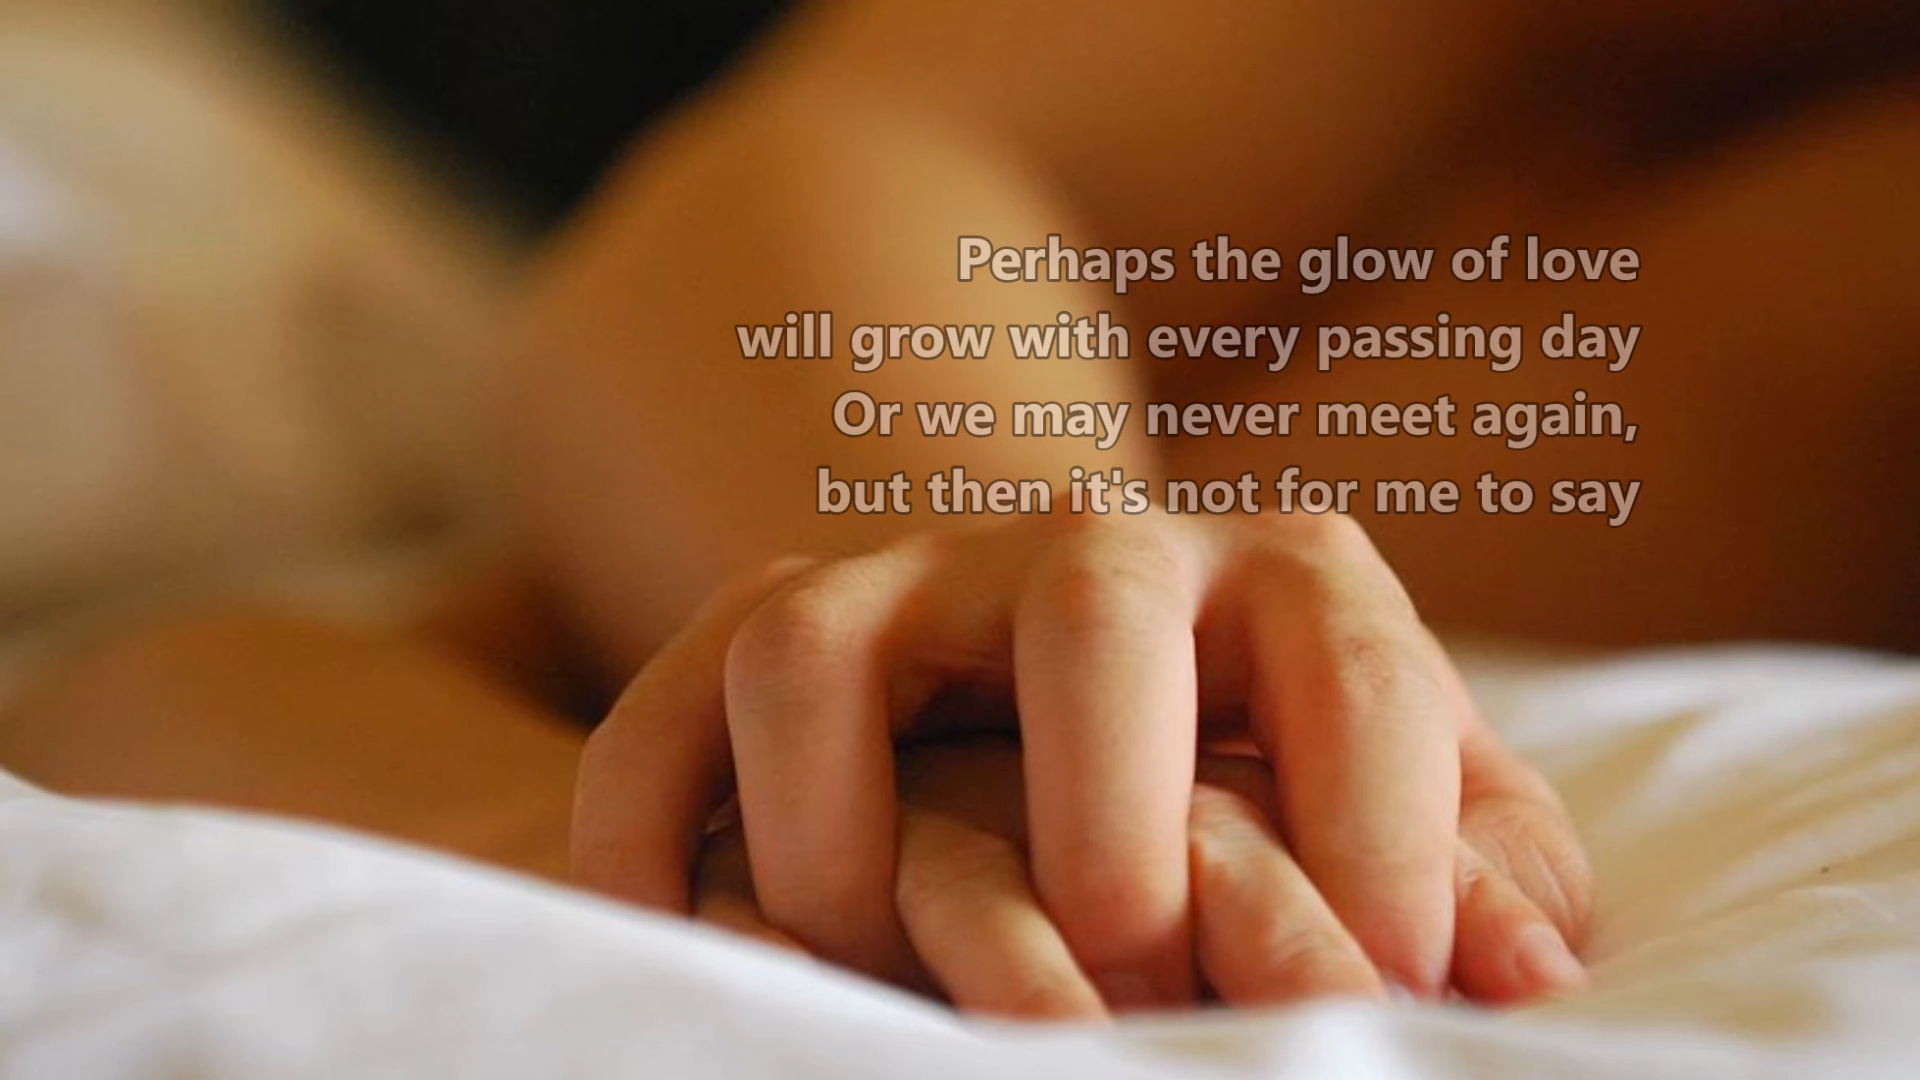 Perhaps the glow of love
will grow with every passing day
Or we may never meet again,
but then it's not for me to say